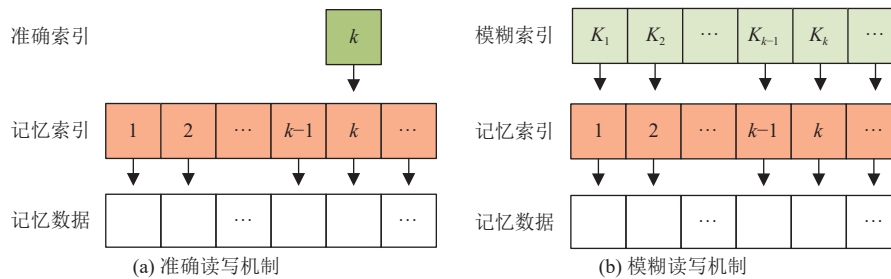 准确索引 k
记忆索引 1 2 ... k−1 k ...
记忆数据 ... ...
(a) 准确读写机制
模糊索引 K1 K2 ... Kk−1 Kk ...
记忆索引 1 2 ... k−1 k ...
记忆数据 ... ...
(b) 模糊读写机制